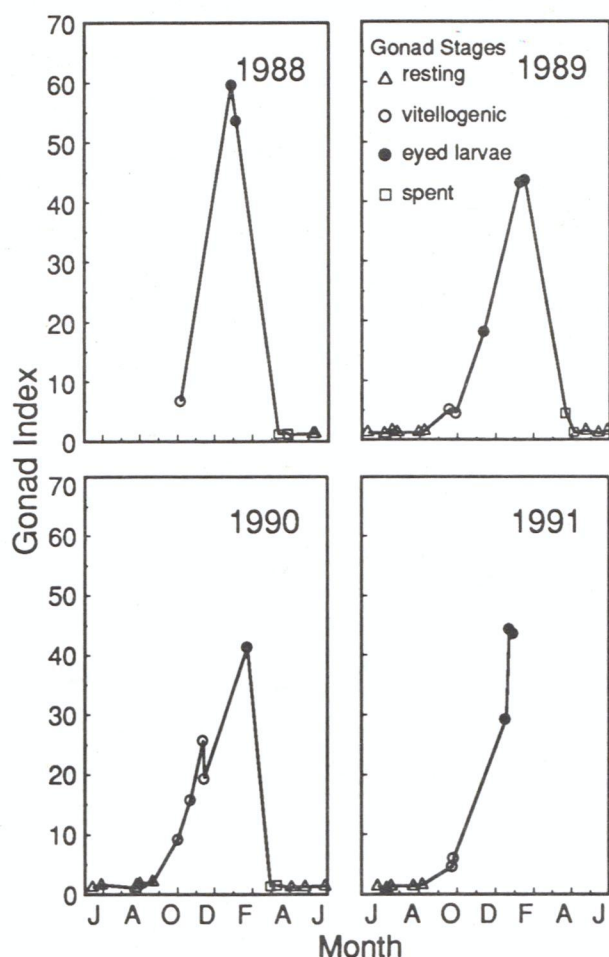 70
60
50
40
30
20
10
0
1988
Gonad Stages
resting
vitellogenic
eyed larvae
spent
1989
Gonad Index
70
60
50
40
30
20
10
0
1990
1991
J A O D F A J
J A O D F A J
Month